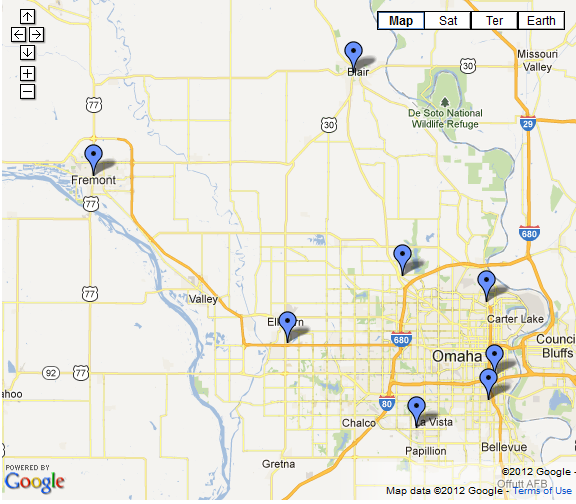 Map
Sat
Ter
Earth
Blair
30
Missouri
Valley
77
De Soto National
Wildlife Refuge
30
29
Fremont
77
680
77
Valley
Carter Lake
680
Council
Bluffs
Omaha
92
77
80
Chalco
La Vista
Papillion
Bellevue
Gretna
POWERED BY
Google
©2012 Google -
Offutt AFB
Map data ©2012 Google - Terms of Use